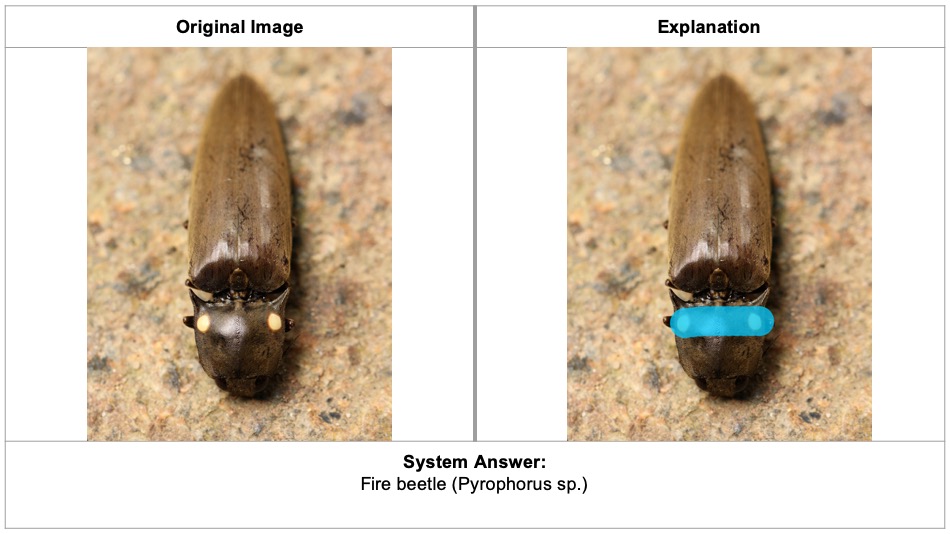 Original Image
Explanation
System Answer:
Fire beetle (Pyrophorus sp.)